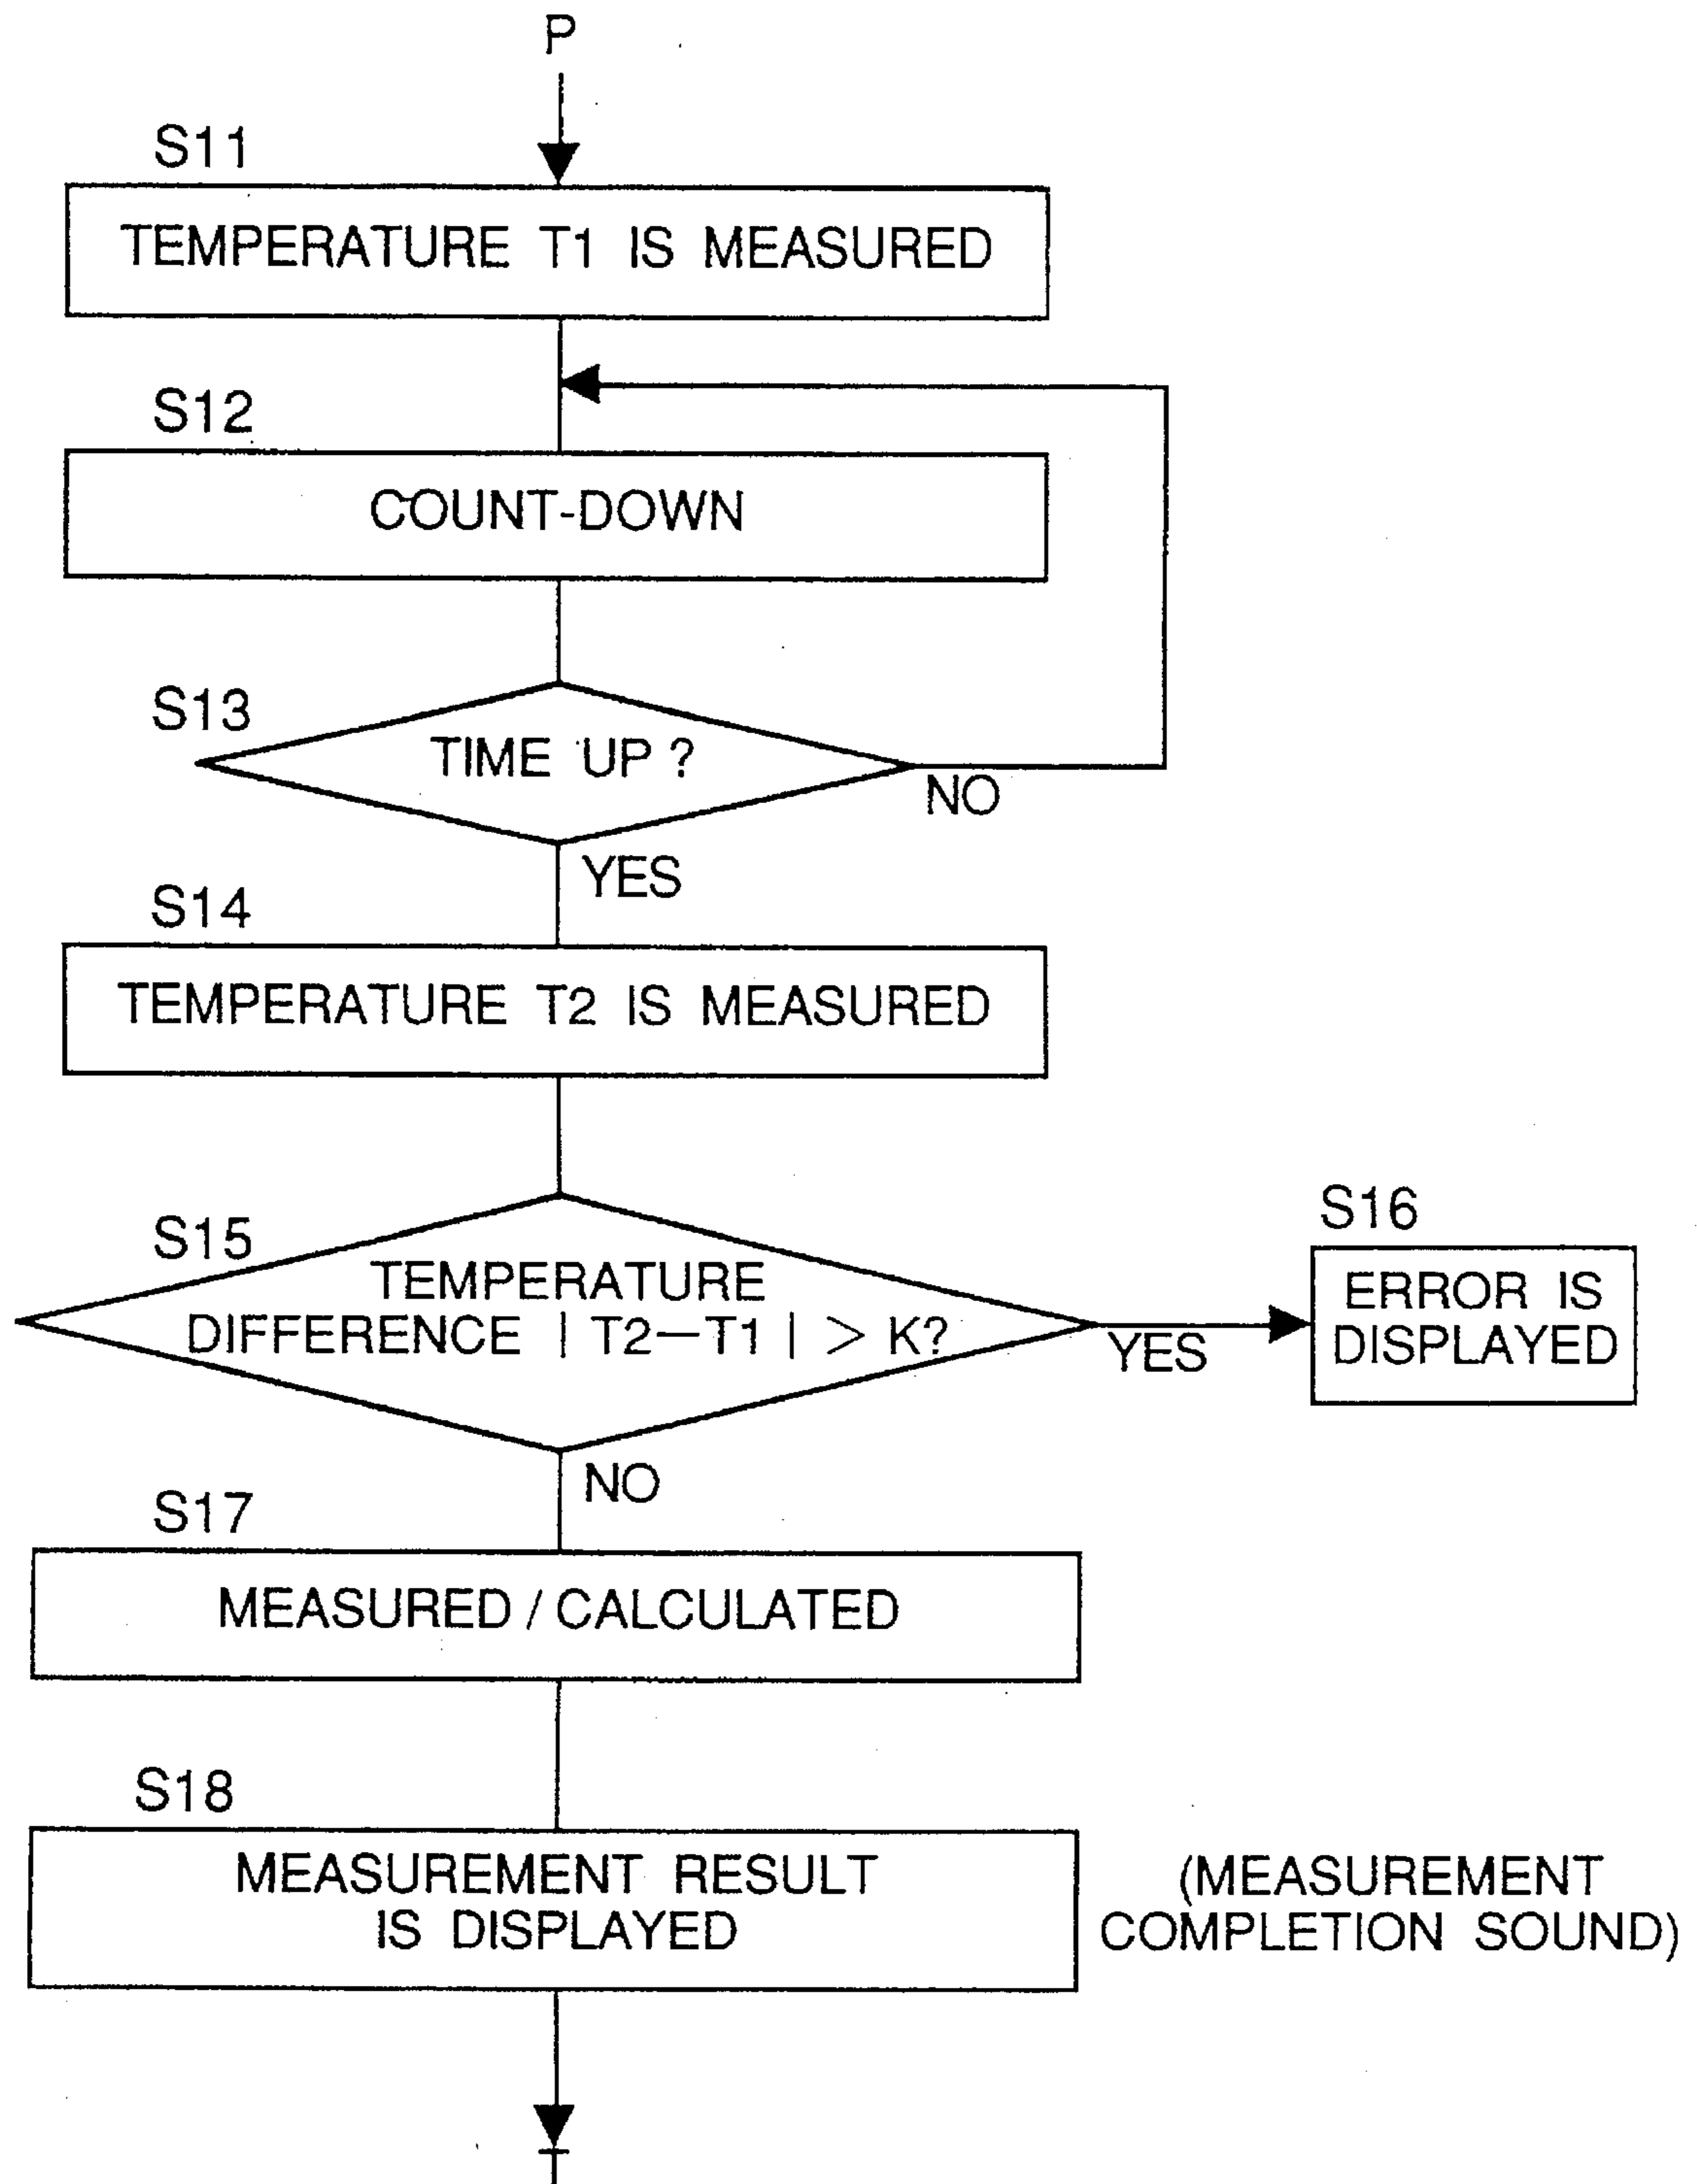 P
S11
TEMPERATURE T1 IS MEASURED
S12
COUNT-DOWN
S13
TIME UP ?
NO
YES
S14
TEMPERATURE T2 IS MEASURED
S15
TEMPERATURE
DIFFERENCE | T2—T1 | > K?
YES
S16
ERROR IS
DISPLAYED
NO
S17
MEASURED / CALCULATED
S18
MEASUREMENT RESULT
IS DISPLAYED
(MEASUREMENT
COMPLETION SOUND)